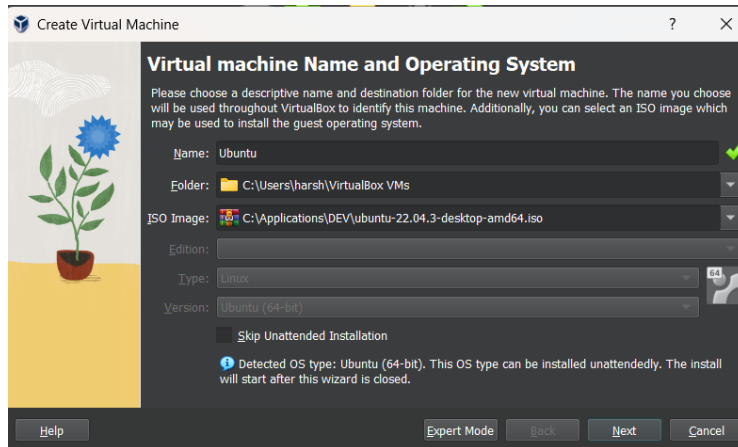 Create Virtual Machine
?
Virtual machine Name and Operating System
Please choose a descriptive name and destination folder for the new virtual machine. The name you choose
will be used throughout VirtualBox to identify this machine. Additionally, you can select an ISO image which
may be used to install the guest operating system.
Name: Ubuntu
Folder: C:\Users\harsh\VirtualBox VMs
ISO Image: C:\Applications\DEV\ubuntu-22.04.3-desktop-amd64.iso
Edition:
Type: Linux
64
Version: Ubuntu (64-bit)
Skip Unattended Installation
Detected OS type: Ubuntu (64-bit). This OS type can be installed unattendedly. The install
will start after this wizard is closed.
Help Expert Mode Back Next Cancel